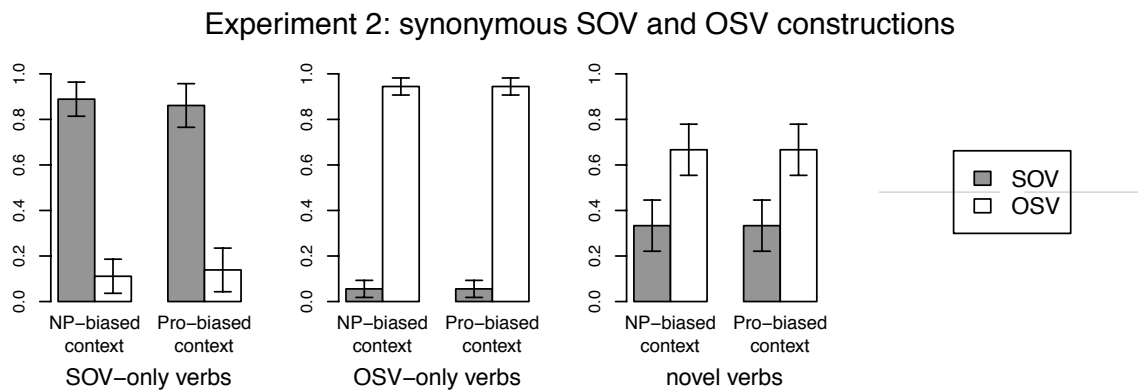 Experiment 2: synonymous SOV and OSV constructions
0.0 0.2 0.4 0.6 0.8 1.0
NP−biased context
Pro−biased context
SOV−only verbs
0.0 0.2 0.4 0.6 0.8 1.0
NP−biased context
Pro−biased context
OSV−only verbs
0.0 0.2 0.4 0.6 0.8 1.0
NP−biased context
Pro−biased context
novel verbs
SOV
OSV